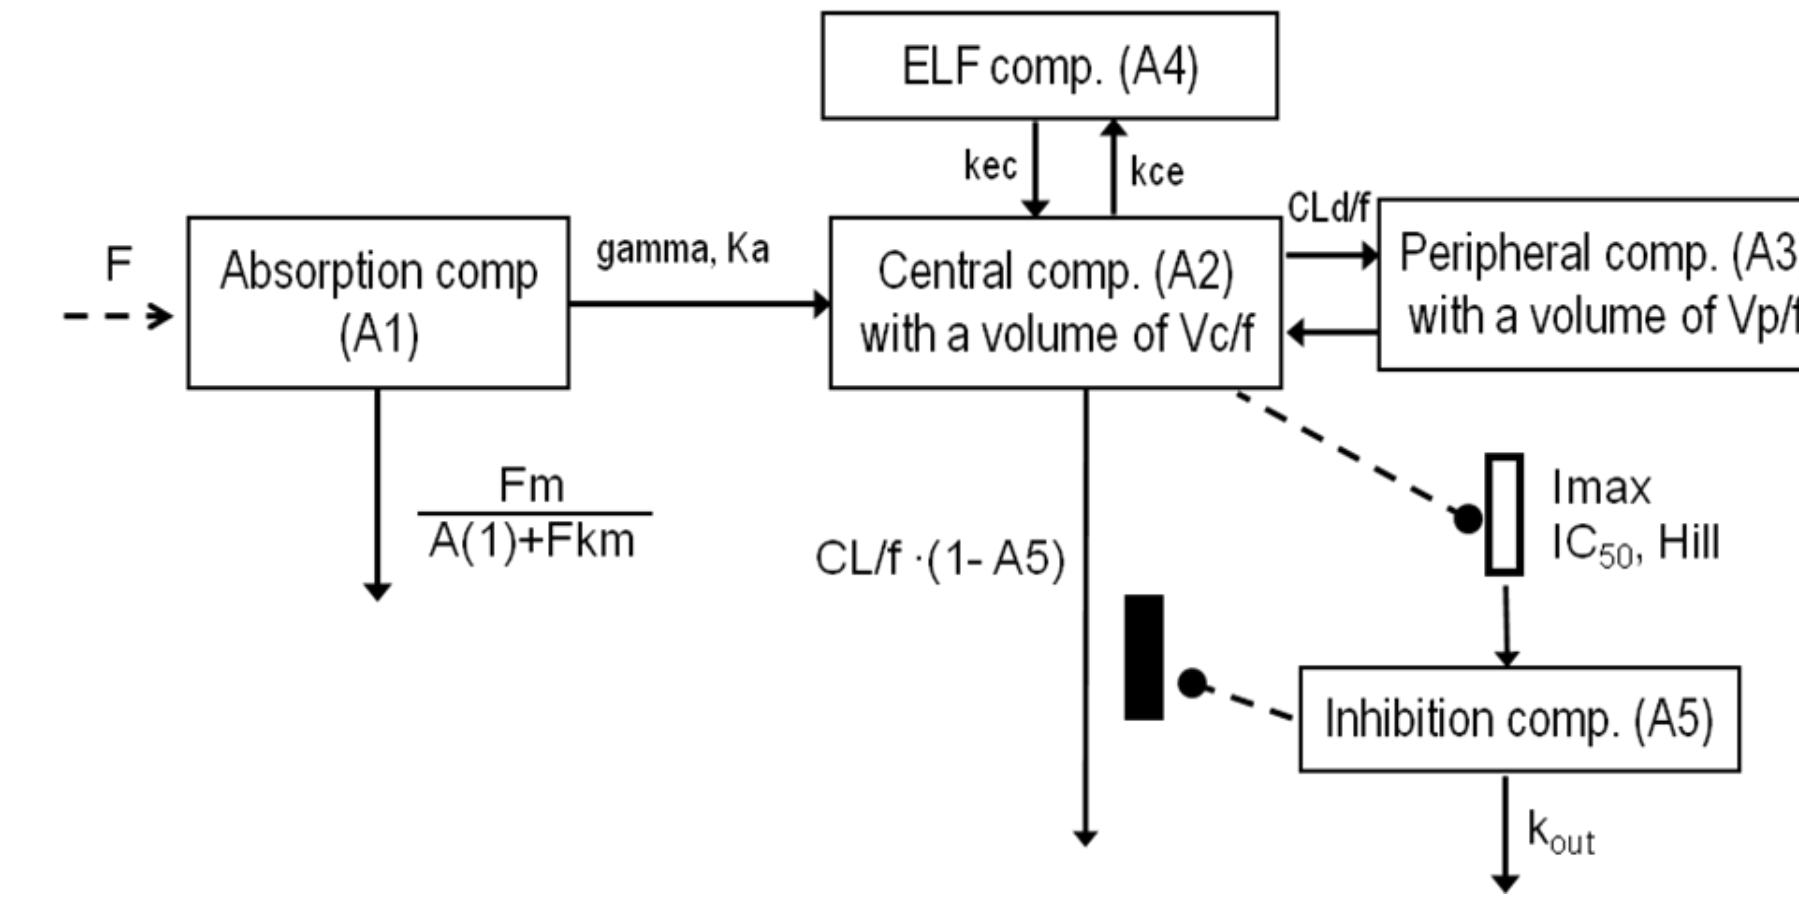 ELF comp. (A4)
kec
kce
CLd/f
F
Absorption comp
(A1)
gamma, Ka
Central comp. (A2)
with a volume of Vc/f
Peripheral comp. (A3
with a volume of Vp/f
Fm
A(1)+Fkm
CL/f ·(1- A5)
Imax
IC50, Hill
Inhibition comp. (A5)
kout